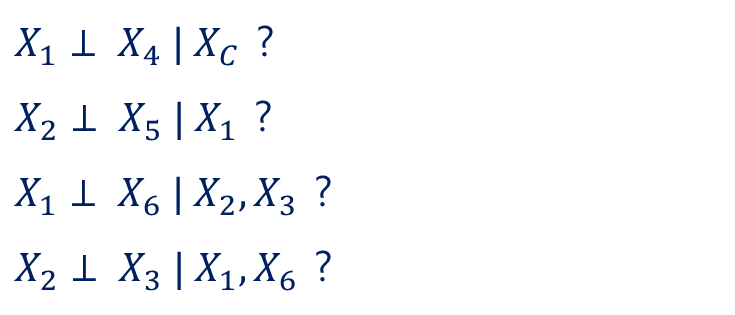 X₁ ⊥ X₄ | X_C ?
X₂ ⊥ X₅ | X₁ ?
X₁ ⊥ X₆ | X₂, X₃ ?
X₂ ⊥ X₃ | X₁, X₆ ?